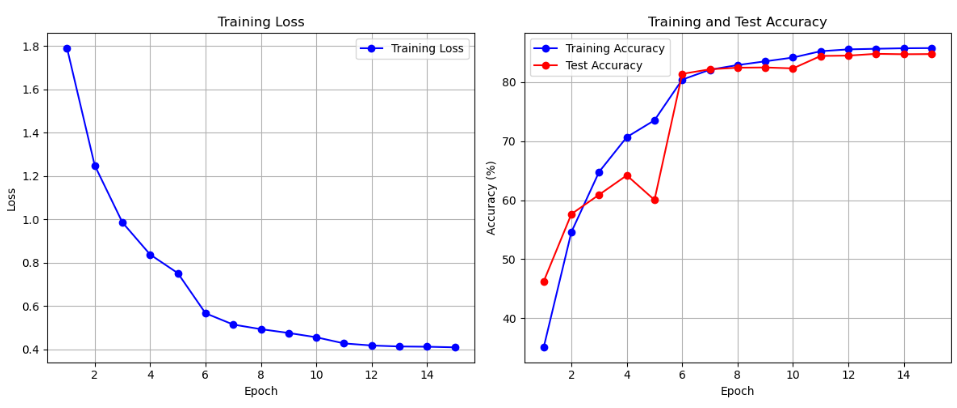 Training Loss
1.8
1.6
1.4
1.2
1.0
0.8
0.6
0.4
Loss
Training Loss
2 4 6 8 10 12 14
Epoch
Training and Test Accuracy
80
70
60
50
40
Accuracy (%)
Training Accuracy
Test Accuracy
2 4 6 8 10 12 14
Epoch